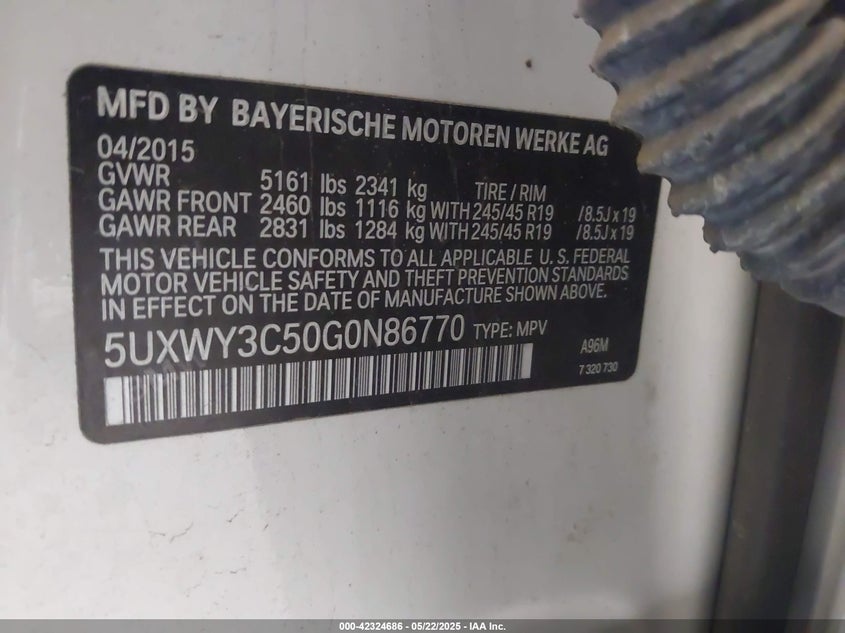 MFD BY BAYERISCHE MOTOREN WERKE AG
04/2015
GVWR 5161 lbs 2341 kg TIRE / RIM
GAWR FRONT 2460 lbs 1116 kg WITH 245/45 R19 /8.5J x 19
GAWR REAR 2831 lbs 1284 kg WITH 245/45 R19 /8.5J x 19
THIS VEHICLE CONFORMS TO ALL APPLICABLE U. S. FEDERAL
MOTOR VEHICLE SAFETY AND THEFT PREVENTION STANDARDS
IN EFFECT ON THE DATE OF MANUFACTURE SHOWN ABOVE.
5UXWY3C50G0N86770 TYPE: MPV A96M
7 320 730
000-42324686 - 05/22/2025 - IAA Inc.